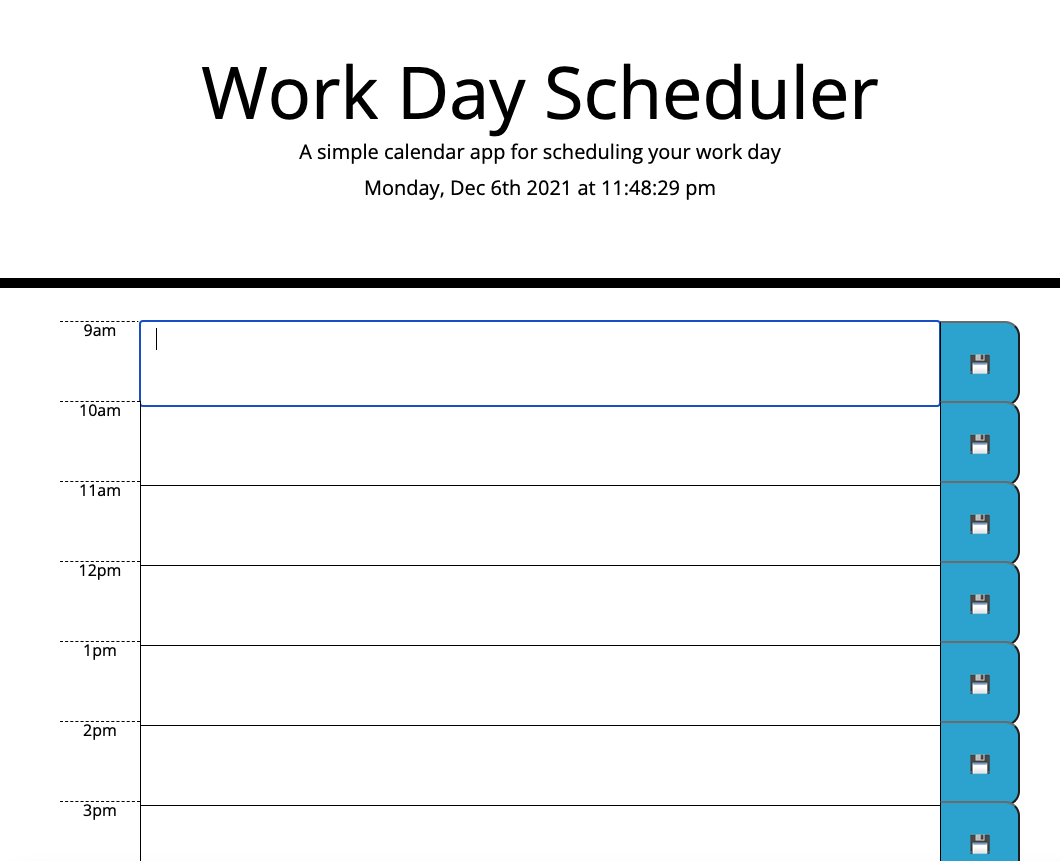 Work Day Scheduler
A simple calendar app for scheduling your work day
Monday, Dec 6th 2021 at 11:48:29 pm
9am
10am
11am
12pm
1pm
2pm
3pm